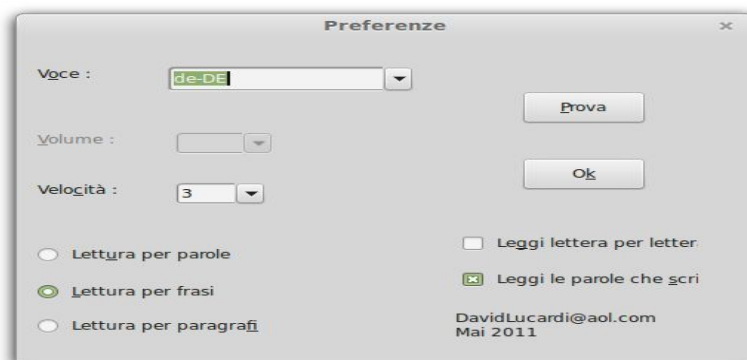 Preferenze
Voce :
de-DE
Prova
Volume :
Ok
Velocità :
3
Lettura per parole
Leggi lettera per letter
Lettura per frasi
Leggi le parole che scri
Lettura per paragrafi
DavidLucardi@aol.com
Mai 2011